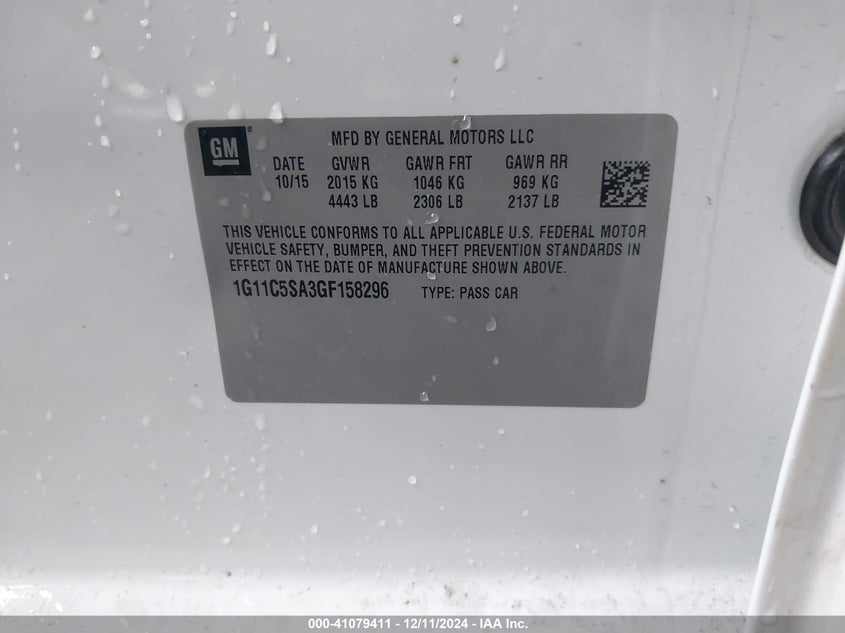 GM
MFD BY GENERAL MOTORS LLC
DATE GVWR GAWR FRT GAWR RR
10/15 2015 KG 1046 KG 969 KG
4443 LB 2306 LB 2137 LB
THIS VEHICLE CONFORMS TO ALL APPLICABLE U.S. FEDERAL MOTOR
VEHICLE SAFETY, BUMPER, AND THEFT PREVENTION STANDARDS IN
EFFECT ON THE DATE OF MANUFACTURE SHOWN ABOVE.
1G11C5SA3GF158296 TYPE: PASS CAR
000-41079411 - 12/11/2024 - IAA Inc.